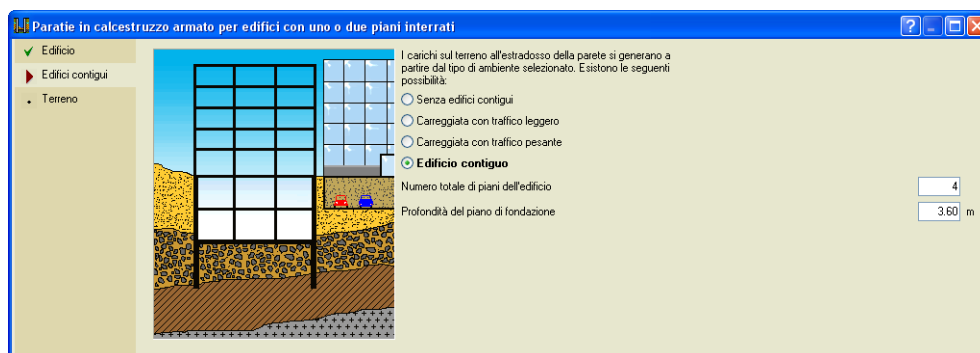 Paratie in calcestruzzo armato per edifici con uno o due piani interrati
Edificio
Edifici contigui
Terreno
I carichi sul terreno all'estradosso della parete si generano a
partire dal tipo di ambiente selezionato. Esistono le seguenti
possibilità:
Senza edifici contigui
Carreggiata con traffico leggero
Carreggiata con traffico pesante
Edificio contiguo
Numero totale di piani dell'edificio
4
Profondità del piano di fondazione
3.60 m